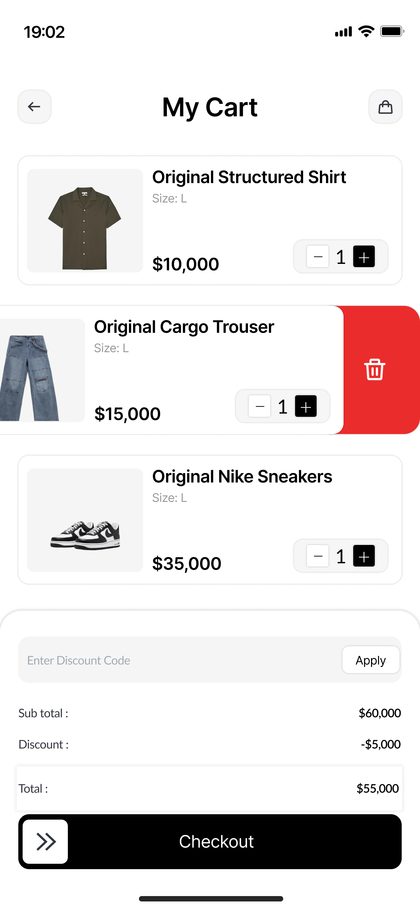 19:02
My Cart
Original Structured Shirt
Size: L
$10,000
1
Original Cargo Trouser
Size: L
$15,000
1
Original Nike Sneakers
Size: L
$35,000
1
Enter Discount Code
Apply
Sub total :
$60,000
Discount :
-$5,000
Total :
$55,000
Checkout